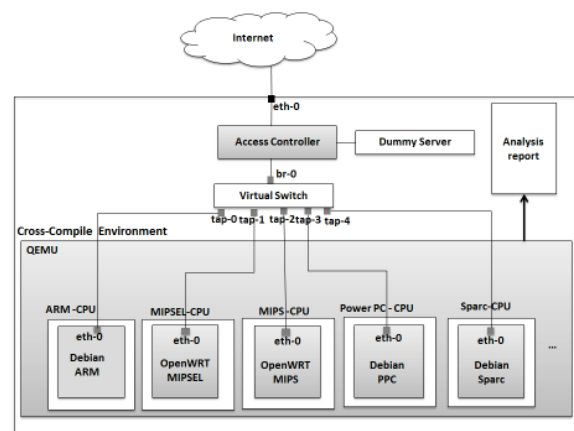 Internet
eth-0
Access Controller
Dummy Server
Analysis
report
br-0
Virtual Switch
tap-0
tap-1
tap-2
tap-3
tap-4
Cross-Compile Environment
QEMU
ARM -CPU
MIPSEL-CPU
MIPS -CPU
Power PC - CPU
Sparc-CPU
eth-0
Debian
ARM
eth-0
OpenWRT
MIPSEL
eth-0
OpenWRT
MIPS
eth-0
Debian
PPC
eth-0
Debian
Sparc
...